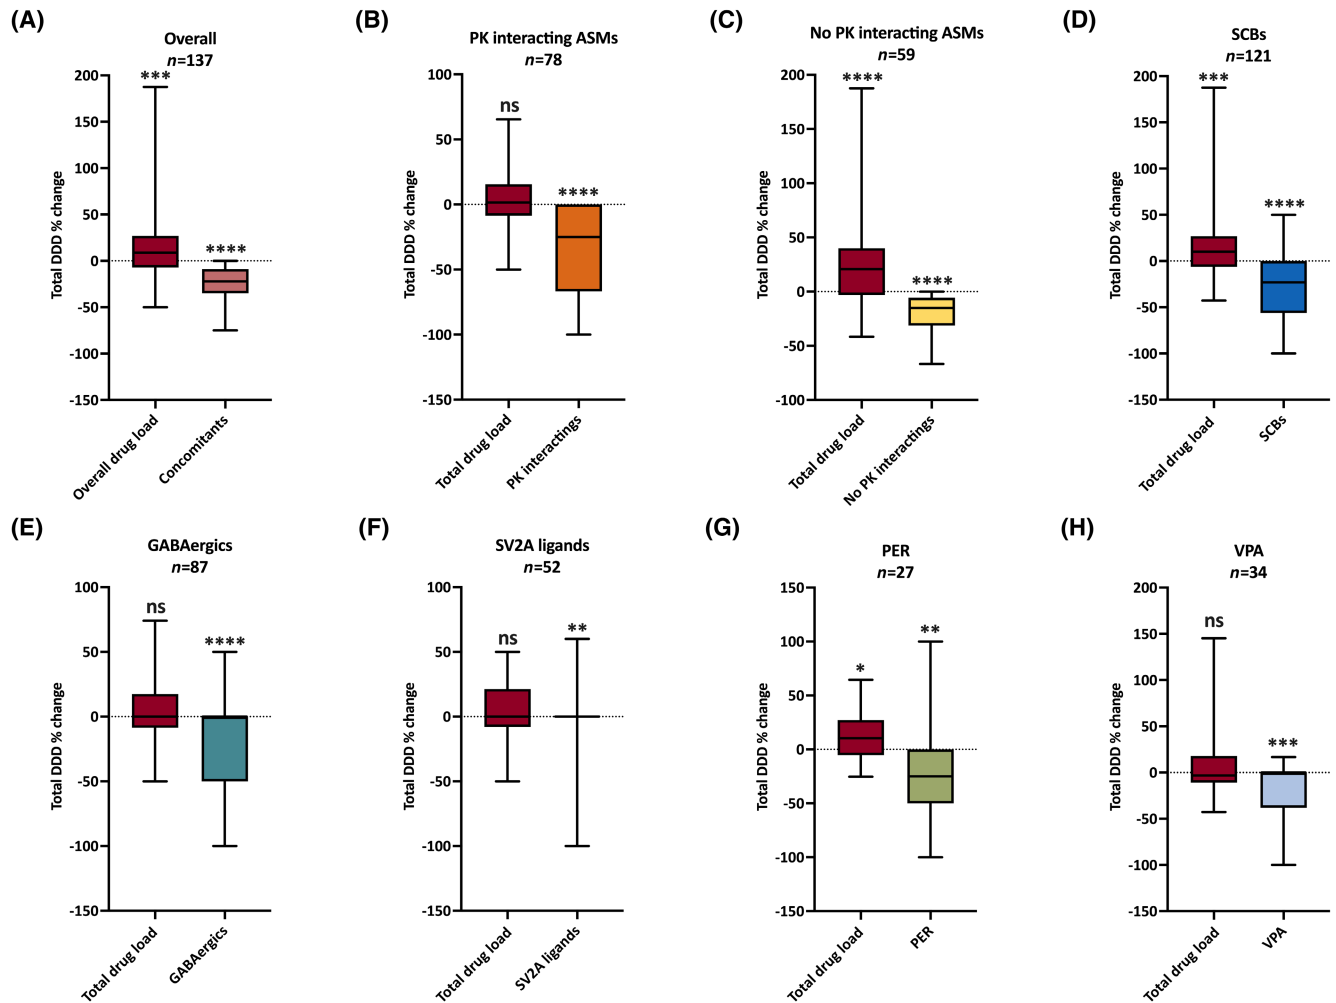 (A)
Overall
n=137
Total DDD % change
200
150
100
50
0
-50
-100
-150
***
****
Overall drug load
Concomitants
(B)
PK interacting ASMs
n=78
Total DDD % change
100
50
0
-50
-100
-150
ns
****
Total drug load
PK interactings
(C)
No PK interacting ASMs
n=59
Total DDD % change
200
150
100
50
0
-50
-100
****
****
Total drug load
No PK interactings
(D)
SCBs
n=121
Total DDD % change
200
150
100
50
0
-50
-100
-150
***
****
Total drug load
SCBs
(E)
GABAergics
n=87
Total DDD % change
100
50
0
-50
-100
-150
ns
****
Total drug load
GABAergics
(F)
SV2A ligands
n=52
Total DDD % change
100
50
0
-50
-100
-150
ns
**
Total drug load
SV2A ligands
(G)
PER
n=27
Total DDD % change
150
100
50
0
-50
-100
-150
*
**
Total drug load
PER
(H)
VPA
n=34
Total DDD % change
200
150
100
50
0
-50
-100
-150
ns
***
Total drug load
VPA